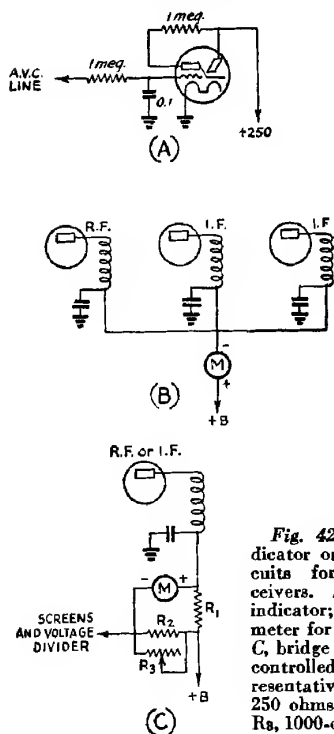 1 meg.
1 meg.
A.V.C.
LINE
0.1
+250
(A)
R.F.
I.F.
I.F
-
M
+
+B
(B)
R.F. or I.F.
- M +
R1
SCREENS
AND VOLTAGE
DIVIDER
R2
R3
+B
(C)
Fig. 42
dicator or
cuits for
ceivers.
indicator;
meter for
C, bridge
controlled
resentativ
250 ohms
R3, 1000-